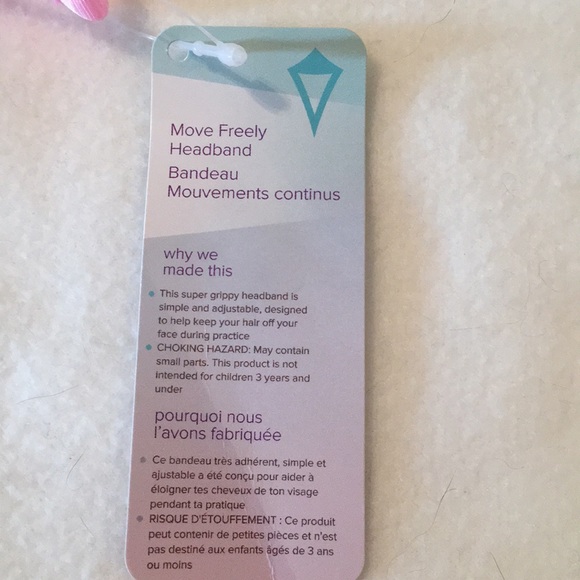 Move Freely
Headband
Bandeau
Mouvements continus
why we
made this
• This super grippy headband is
simple and adjustable, designed
to help keep your hair off your
face during practice
• CHOKING HAZARD: May contain
small parts. This product is not
intended for children 3 years and
under
pourquoi nous
l'avons fabriquée
• Ce bandeau très adhérent, simple et
ajustable a été conçu pour aider à
éloigner tes cheveux de ton visage
pendant ta pratique
• RISQUE D'ÉTOUFFEMENT : Ce produit
peut contenir de petites pièces et n'est
pas destiné aux enfants âgés de 3 ans
ou moins